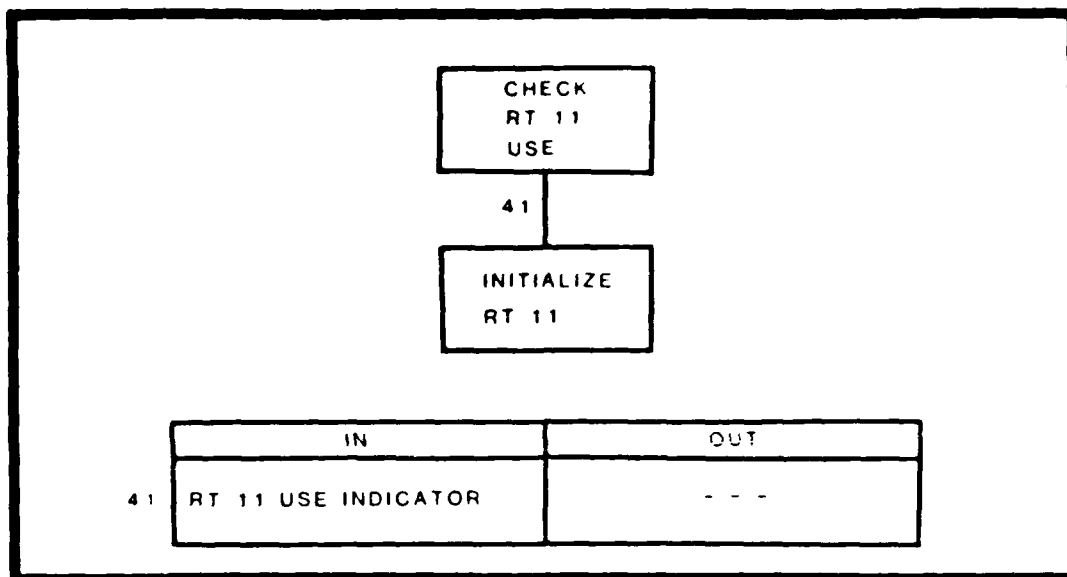 CHECK
RT 11
USE
41
INITIALIZE
RT 11
IN OUT
41 RT 11 USE INDICATOR - - -